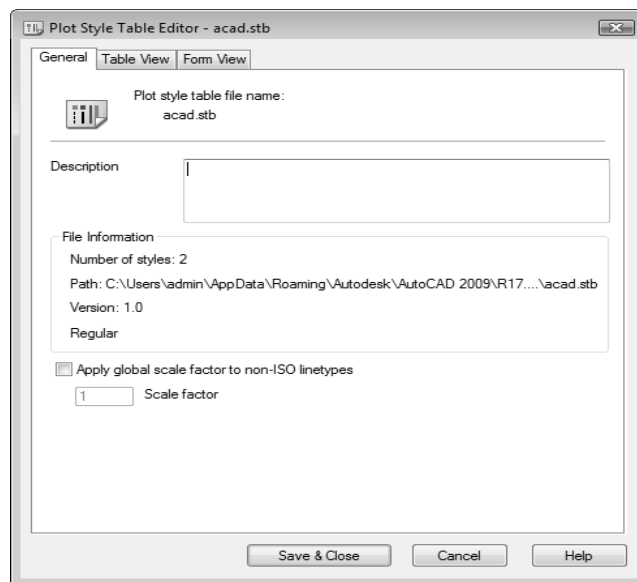 Plot Style Table Editor - acad.stb
General Table View Form View
Plot style table file name:
acad.stb
Description
File Information
Number of styles: 2
Path: C:\Users\admin\AppData\Roaming\Autodesk\AutoCAD 2009\R17....\acad.stb
Version: 1.0
Regular
Apply global scale factor to non-ISO linetypes
1 Scale factor
Save & Close Cancel Help